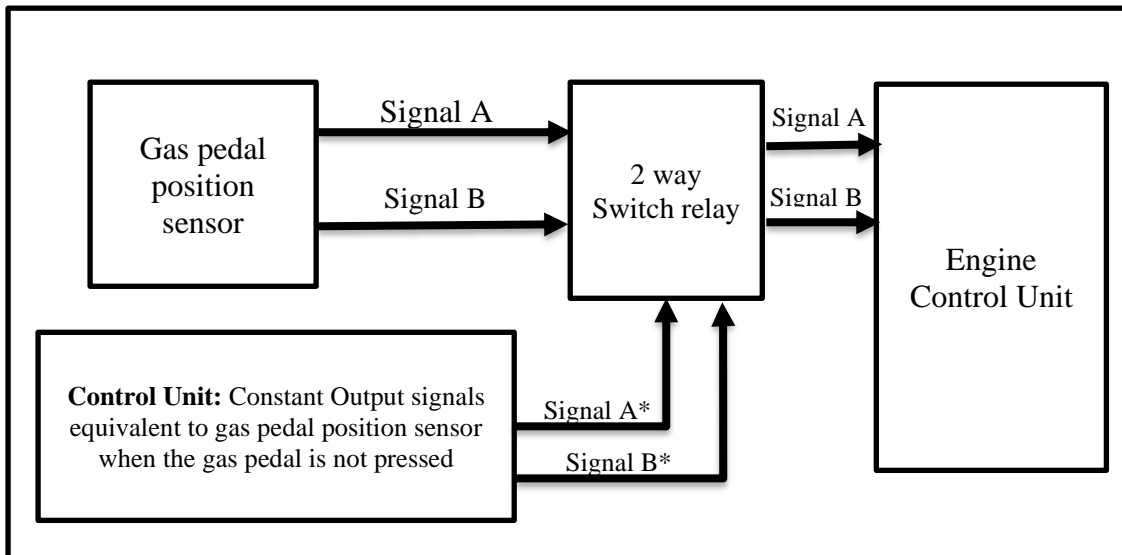 Gas pedal
position
sensor
Signal A
Signal B
2 way
Switch relay
Signal A
Signal B
Engine
Control Unit
Control Unit: Constant Output signals
equivalent to gas pedal position sensor
when the gas pedal is not pressed
Signal A*
Signal B*